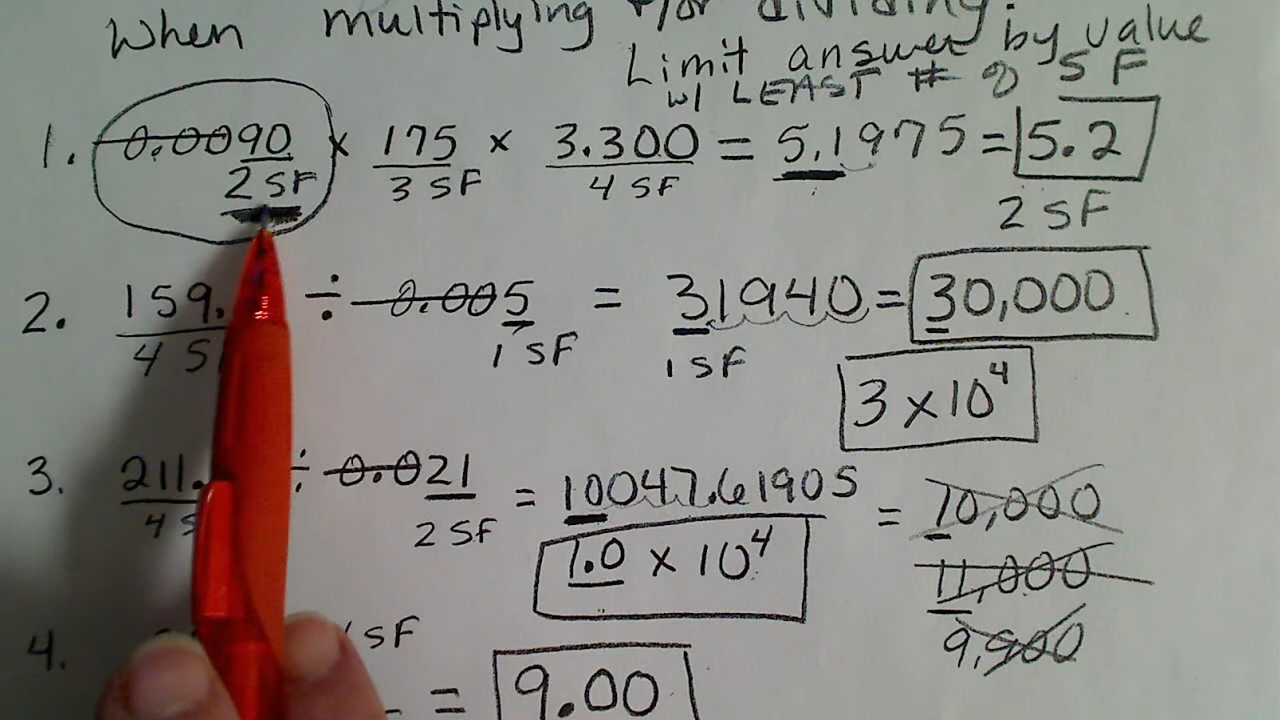 When multiplying +/or dividing.
Limit answer by value
w/ LEAST # of SF
1. 0.0090 × 175 × 3.300 = 5.1975 = 5.2
2 SF 3 SF 4 SF 2 SF
2. 159. ÷ 0.005 = 31940 = 30,000
4 S 1 SF 1 SF
3 × 10⁴
3. 211. ÷ 0.021 = 10047.61905 = 10,000
4 S 2 SF 1.0 × 10⁴ 11,000
9,900
4. SF
= 9.00